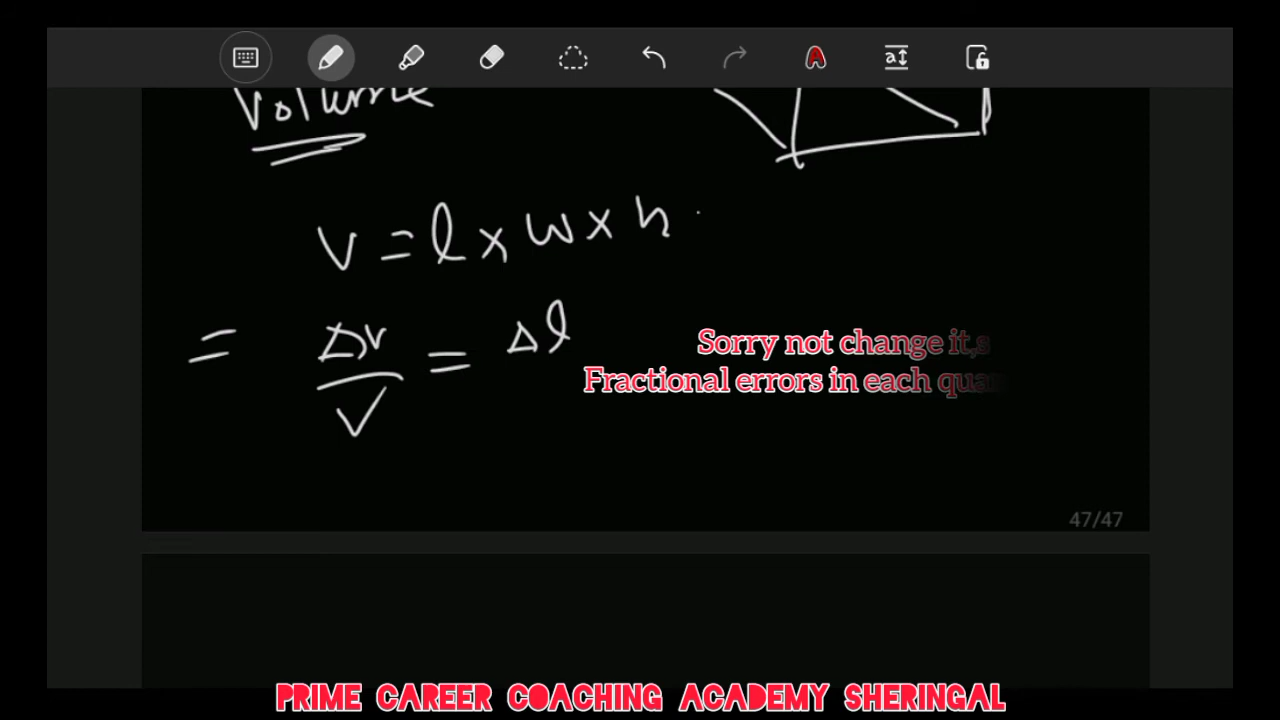 Volume
V = l x w x h
= ΔV/V = Δl
Sorry not change it,s
Fractional errors in each
47/47
PRIME CAREER COACHING ACADEMY SHERINGAL